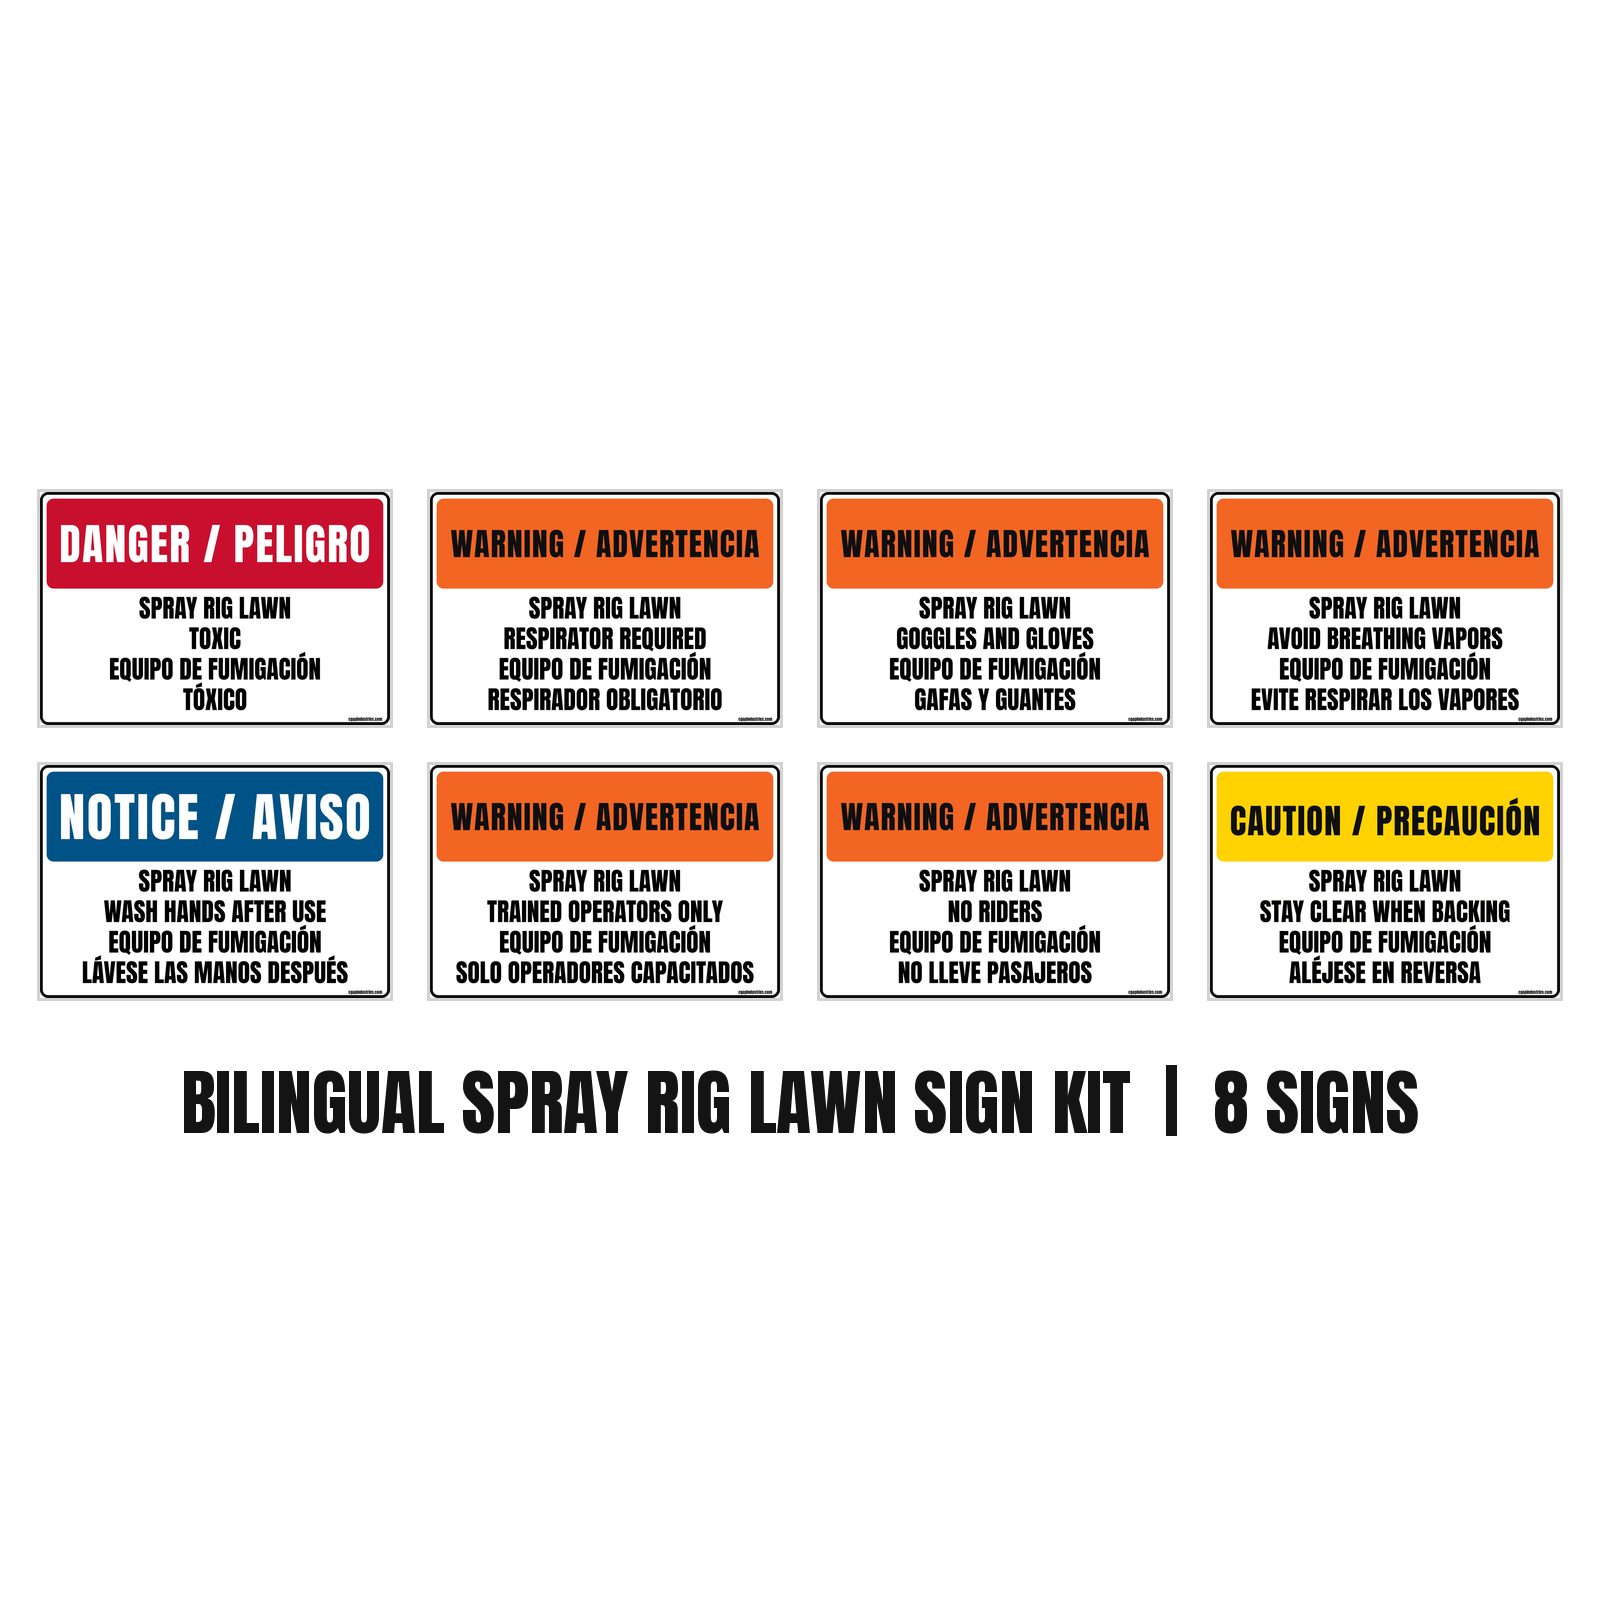 DANGER / PELIGRO
SPRAY RIG LAWN
TOXIC
EQUIPO DE FUMIGACIÓN
TÓXICO
WARNING / ADVERTENCIA
SPRAY RIG LAWN
RESPIRATOR REQUIRED
EQUIPO DE FUMIGACIÓN
RESPIRADOR OBLIGATORIO
WARNING / ADVERTENCIA
SPRAY RIG LAWN
GOGGLES AND GLOVES
EQUIPO DE FUMIGACIÓN
GAFAS Y GUANTES
WARNING / ADVERTENCIA
SPRAY RIG LAWN
AVOID BREATHING VAPORS
EQUIPO DE FUMIGACIÓN
EVITE RESPIRAR LOS VAPORES
NOTICE / AVISO
SPRAY RIG LAWN
WASH HANDS AFTER USE
EQUIPO DE FUMIGACIÓN
LÁVESE LAS MANOS DESPUÉS
WARNING / ADVERTENCIA
SPRAY RIG LAWN
TRAINED OPERATORS ONLY
EQUIPO DE FUMIGACIÓN
SOLO OPERADORES CAPACITADOS
WARNING / ADVERTENCIA
SPRAY RIG LAWN
NO RIDERS
EQUIPO DE FUMIGACIÓN
NO LLEVE PASAJEROS
CAUTION / PRECAUCIÓN
SPRAY RIG LAWN
STAY CLEAR WHEN BACKING
EQUIPO DE FUMIGACIÓN
ALÉJESE EN REVERSA
BILINGUAL SPRAY RIG LAWN SIGN KIT | 8 SIGNS